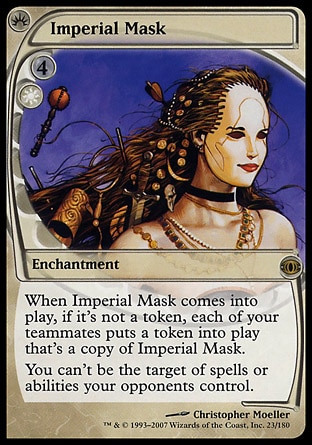 Imperial Mask
4
Enchantment
When Imperial Mask comes into
play, if it's not a token, each of your
teammates puts a token into play
that's a copy of Imperial Mask.
You can't be the target of spells or
abilities your opponents control.
Christopher Moeller
™ & © 1993–2007 Wizards of the Coast, Inc. 23/180